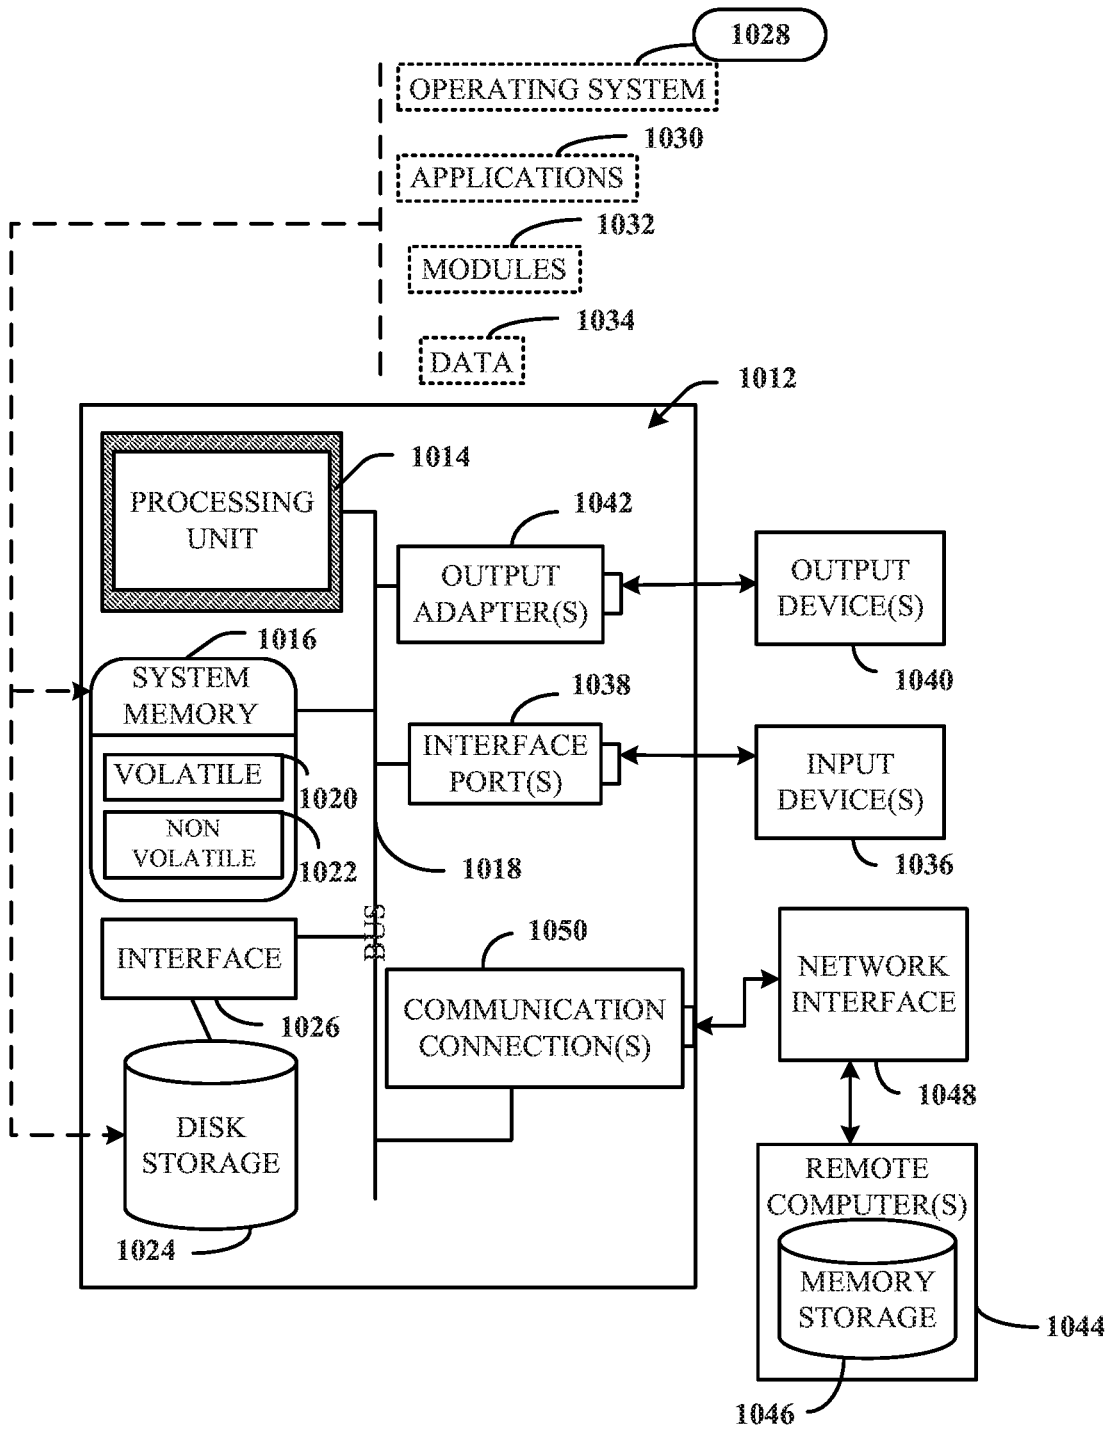 1028
OPERATING SYSTEM
1030
APPLICATIONS
1032
MODULES
1034
DATA
1012
1014
PROCESSING
UNIT
1042
OUTPUT
ADAPTER(S)
OUTPUT
DEVICE(S)
1040
1016
SYSTEM
MEMORY
VOLATILE
1020
NON
VOLATILE
1022
1038
INTERFACE
PORT(S)
INPUT
DEVICE(S)
1036
1018
BUS
INTERFACE
1026
1050
COMMUNICATION
CONNECTION(S)
NETWORK
INTERFACE
1048
DISK
STORAGE
1024
REMOTE
COMPUTER(S)
MEMORY
STORAGE
1044
1046